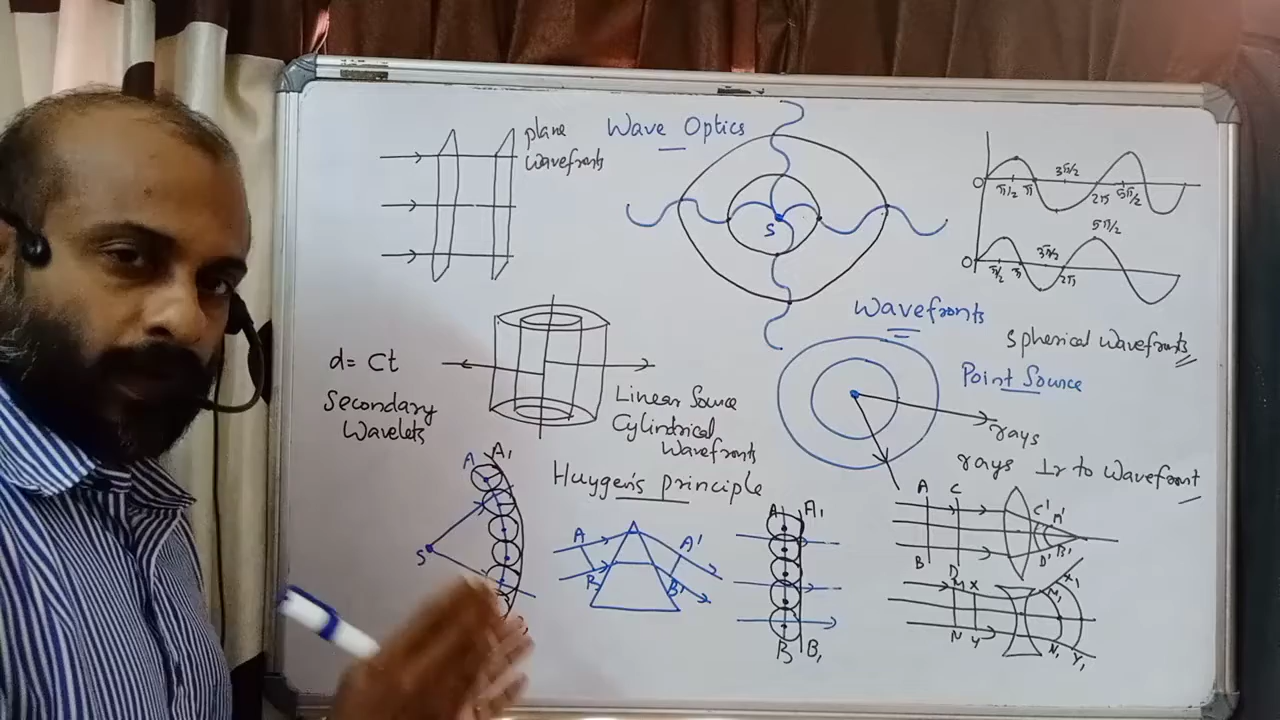 Wave Optics
plane
wavefronts
S
O
π/2
π
3π/2
2π
5π/2
O
π/2
π
3π/2
2π
5π/2
Wavefronts
Spherical Wavefronts
Point Source
rays
rays ⊥r to Wavefront
d= Ct
Secondary
Wavelets
Linear Source
Cylindrical
Wavefronts
Huygen's principle
S
A
A1
A
B
A'
B'
A
A1
B
B1
A
C
B
D
C'
A'
D'
B'
M
X
N
Y
M1
X1
N1
Y1